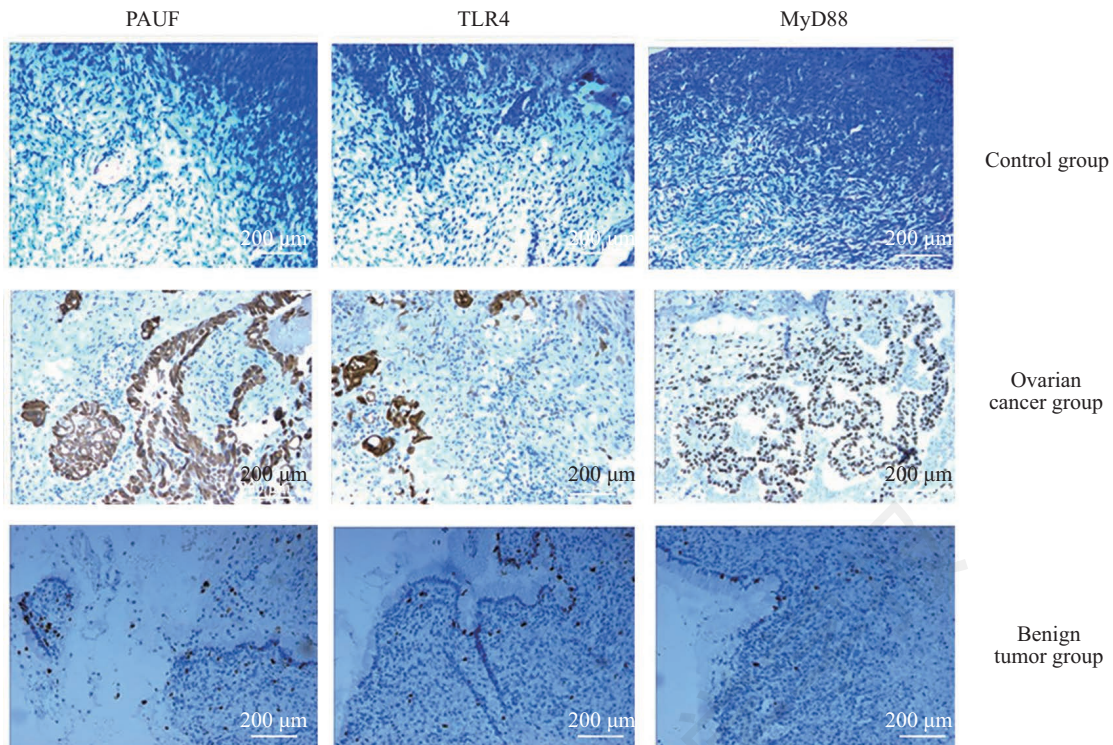 PAUF TLR4 MyD88
200 μm 200 μm 200 μm
Control group
200 μm 200 μm 200 μm
Ovarian
cancer group
200 μm 200 μm 200 μm
Benign
tumor group